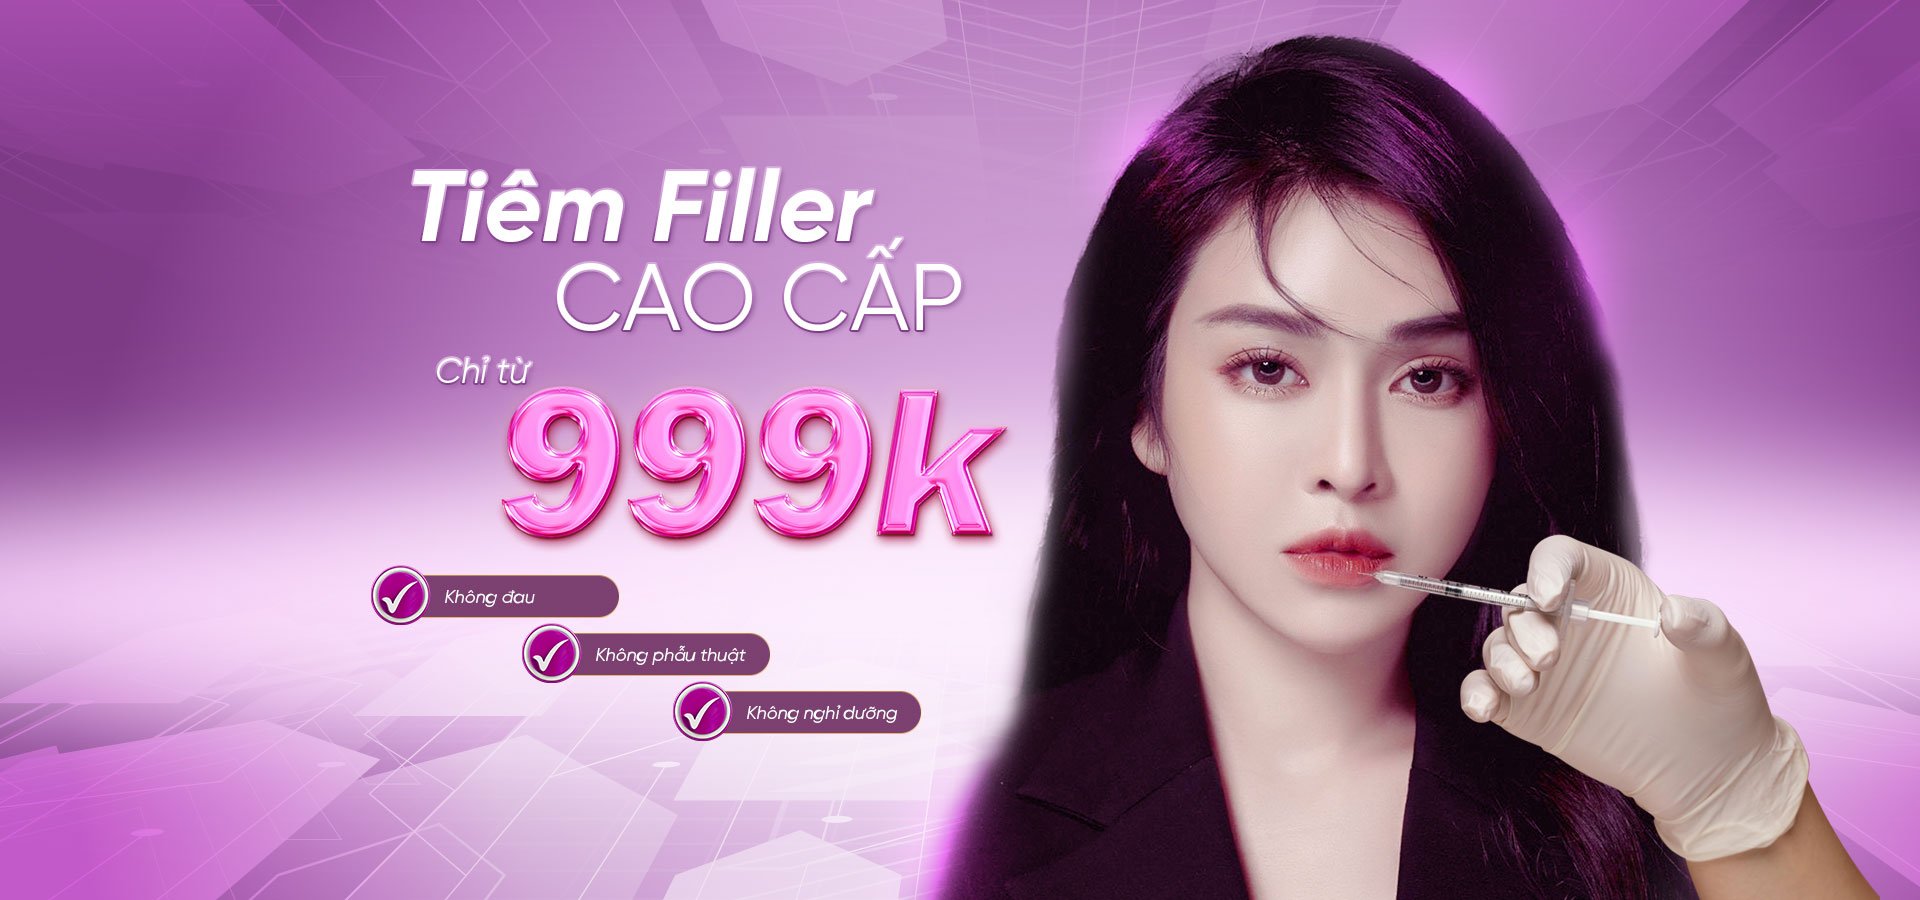 Tiêm Filler
CAO CẤP
Chỉ từ
999k
Không đau
Không phẫu thuật
Không nghỉ dưỡng